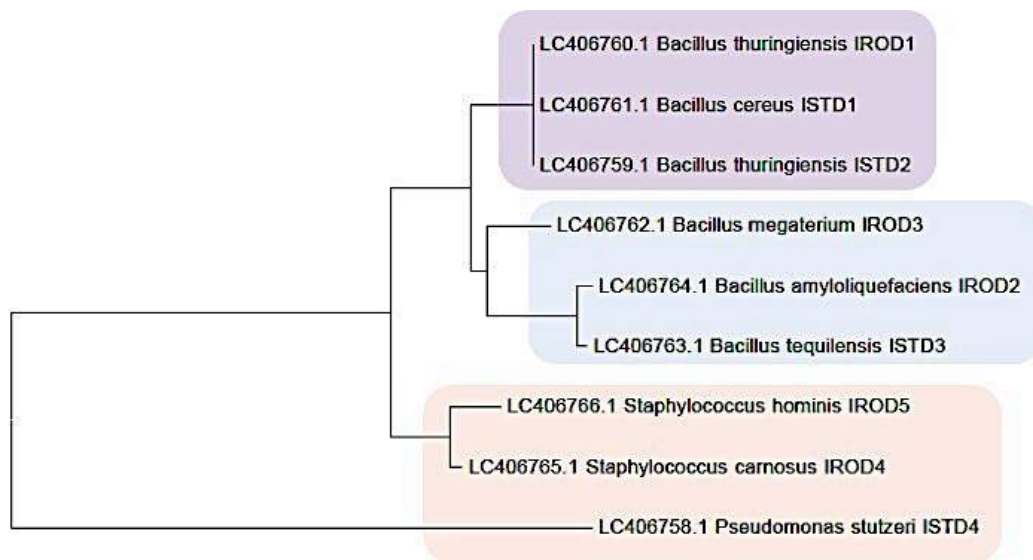 LC406760.1 Bacillus thuringiensis IROD1
LC406761.1 Bacillus cereus ISTD1
LC406759.1 Bacillus thuringiensis ISTD2
LC406762.1 Bacillus megaterium IROD3
LC406764.1 Bacillus amyloliquefaciens IROD2
LC406763.1 Bacillus tequilensis ISTD3
LC406766.1 Staphylococcus hominis IROD5
LC406765.1 Staphylococcus carnosus IROD4
LC406758.1 Pseudomonas stutzeri ISTD4